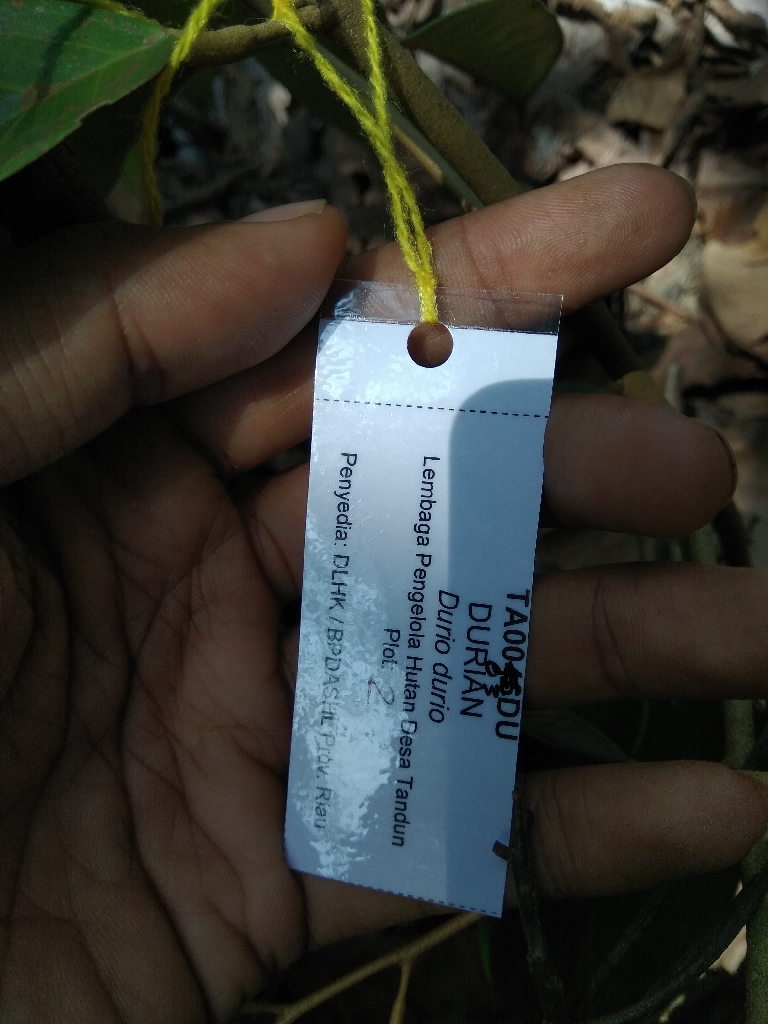 DURIAN
Durio durio
Lembaga Pengelola Hutan Desa Tandun
Plot: 2
Penyedia: DLHK / BPDASHL Prov. Riau